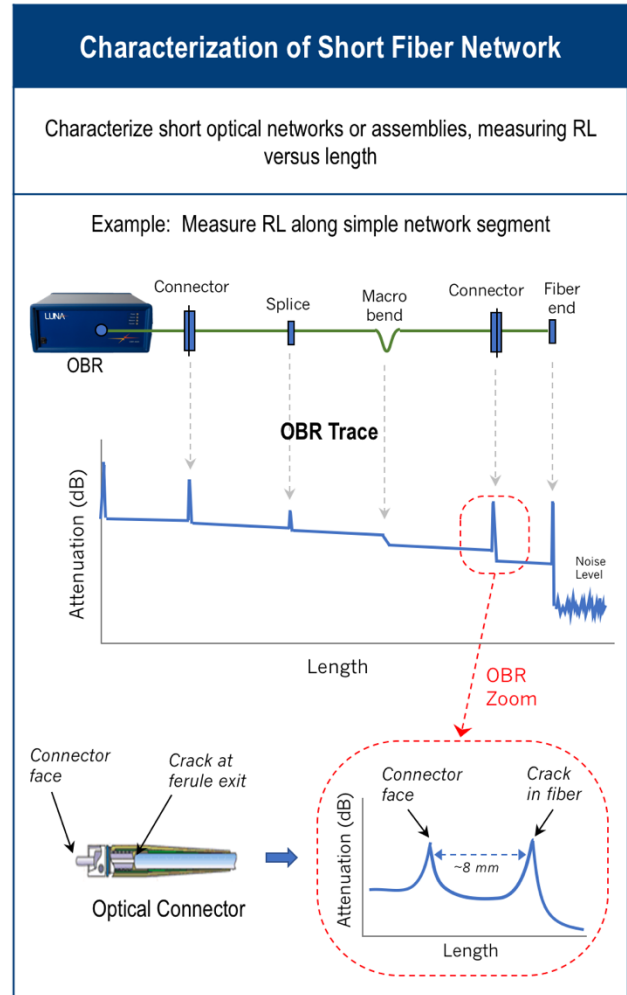 Characterization of Short Fiber Network
Characterize short optical networks or assemblies, measuring RL
versus length
Example: Measure RL along simple network segment
Connector
Splice
Macro
bend
Connector
Fiber
end
LUNA
OBR
OBR Trace
Attenuation (dB)
Noise
Level
Length
OBR
Zoom
Connector
face
Crack at
ferule exit
Optical Connector
Connector
face
Crack
in fiber
Attenuation (dB)
~8 mm
Length